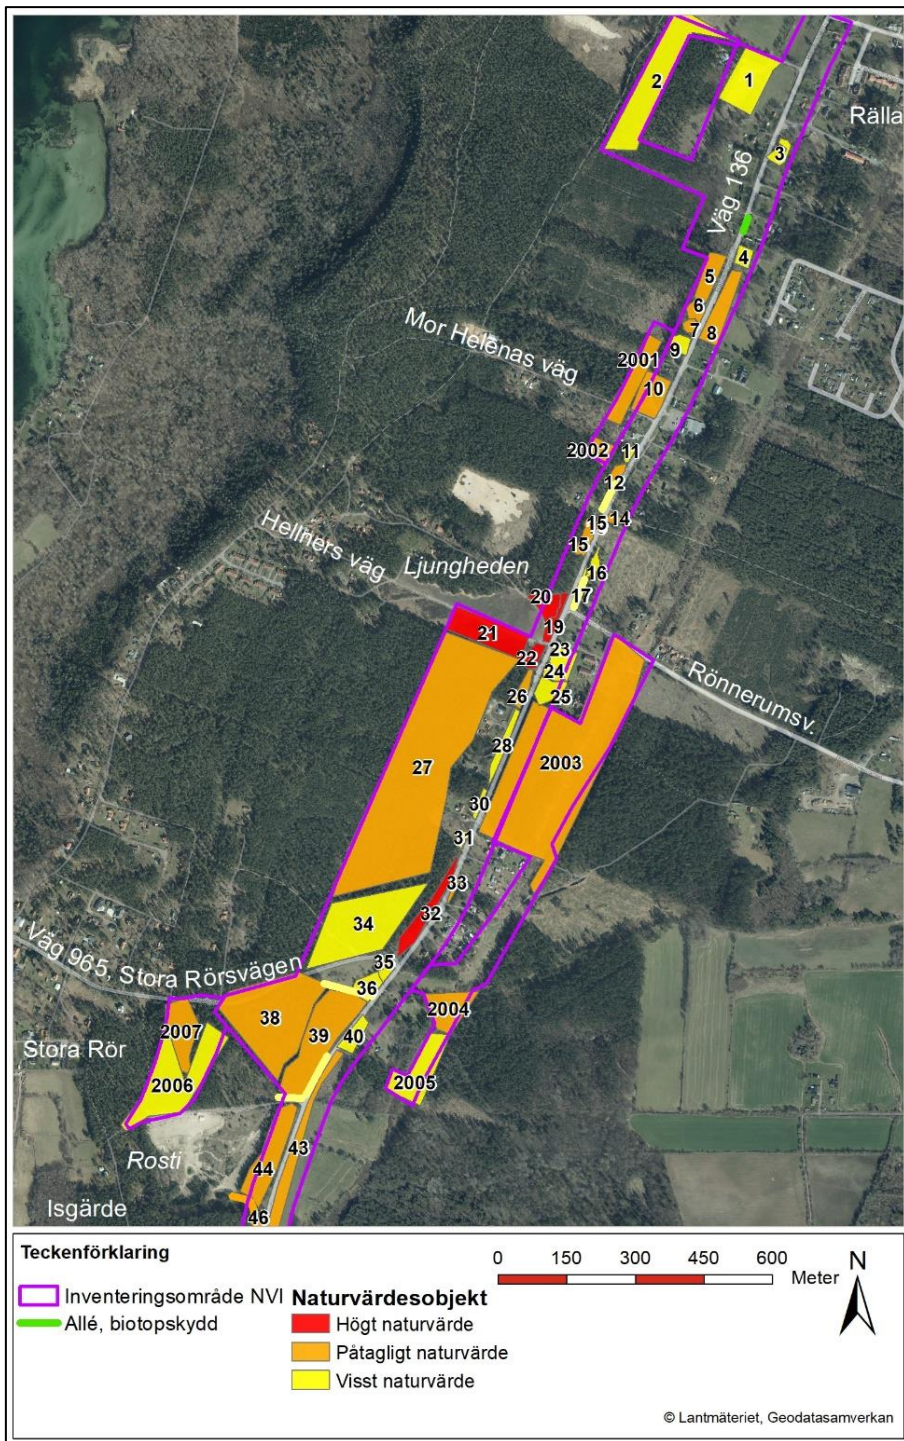 2
1
Rälla
3
Väg 136
4
5
6
7
8
Mor Helenas väg
9
2001
10
2002
11
12
15
14
15
Hellners väg
Ljungheden
16
17
20
19
21
22
23
24
25
26
Rönnerumsv.
27
28
2003
30
31
33
32
34
Väg 965, Stora Rörsvägen
35
36
38
39
40
2004
2007
Stora Rör
2006
2005
Rosti
43
44
Isgärde
46
Teckenförklaring
Inventeringsområde NVI
Allé, biotopskydd
Naturvärdesobjekt
Högt naturvärde
Påtagligt naturvärde
Visst naturvärde
0 150 300 450 600
Meter
N
© Lantmäteriet, Geodatasamverkan